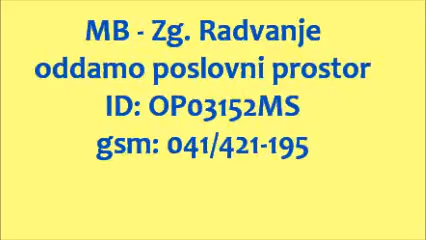 MB - Zg. Radvanje
oddamo poslovni prostor
ID: OP03152MS
gsm: 041/421-195